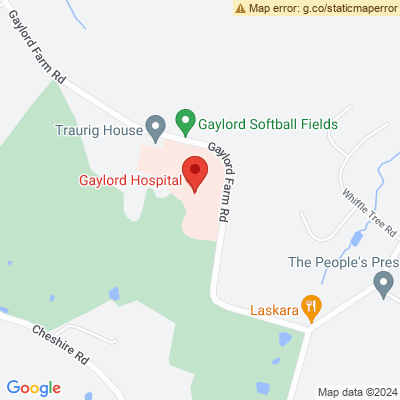 Map error: g.co/staticmaperror
Gaylord Farm Rd
Gaylord Softball Fields
Traurig House
Gaylord Farm Rd
Gaylord Hospital
Whiffle Tree Rd
The People's Pres
Laskara
Cheshire Rd
Google
Map data ©2024